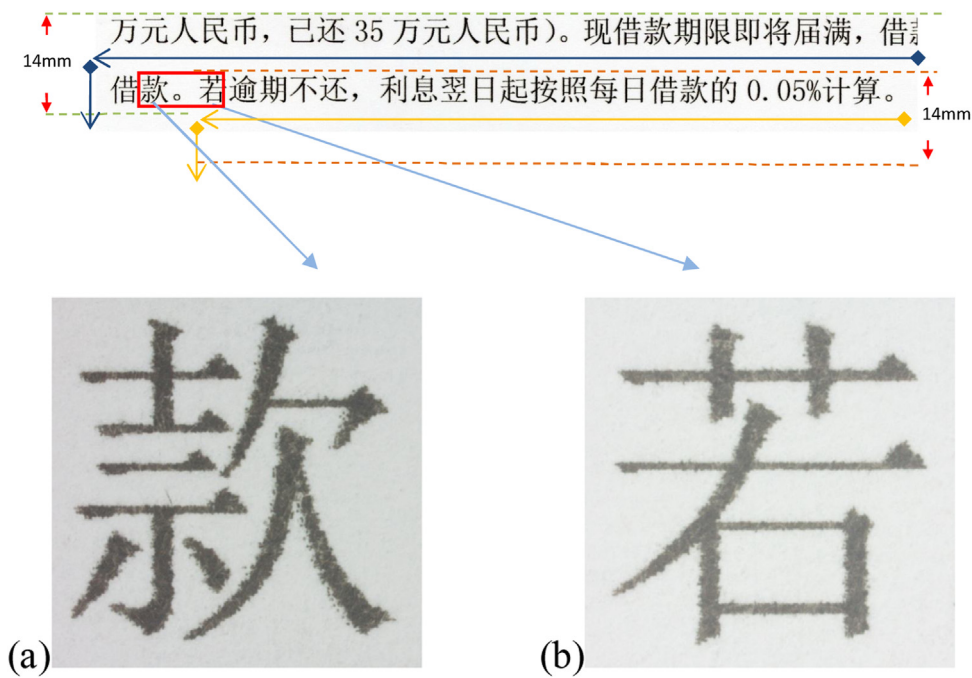 万元人民币，已还 35 万元人民币）。现借款期限即将届满，借
14mm
借款。若逾期不还，利息翌日起按照每日借款的 0.05%计算。
14mm
款
若
(a)
(b)